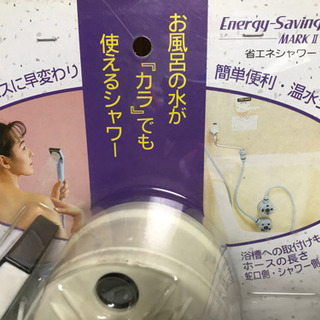 スに早変わり
お風呂の水が
『カラ』でも
使えるシャワー
Energy-Saving
MARK II
省エネシャワー
簡単便利・温水
浴槽への取付けも
ホースの長さ
蛇口側・シャワー側